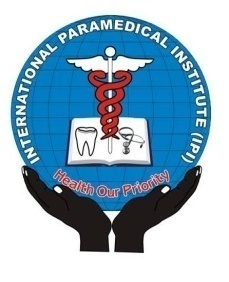 INTERNATIONAL PARAMEDICAL INSTITUTE (IPI)
Health Our Priority